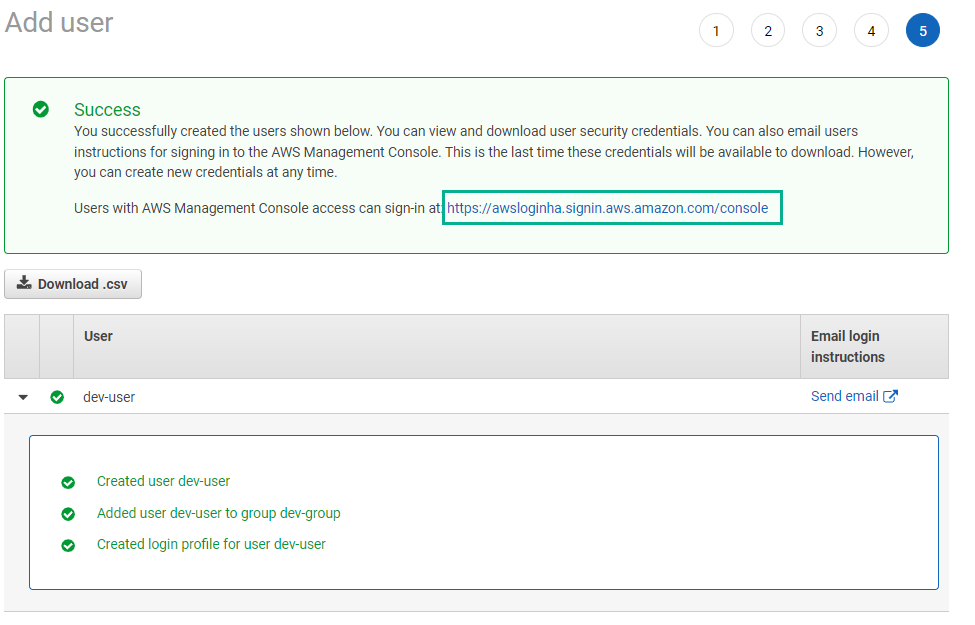 Add user
1 2 3 4 5
Success
You successfully created the users shown below. You can view and download user security credentials. You can also email users
instructions for signing in to the AWS Management Console. This is the last time these credentials will be available to download. However,
you can create new credentials at any time.
Users with AWS Management Console access can sign-in at: https://awsloginha.signin.aws.amazon.com/console
Download .csv
User
Email login
instructions
dev-user
Send email
Created user dev-user
Added user dev-user to group dev-group
Created login profile for user dev-user